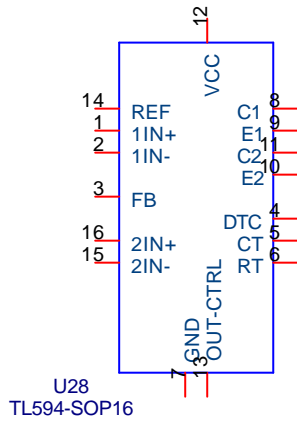 12
VCC
14 REF C1 8
1 1IN+ E1 9
2 1IN- C2 11
E2 10
3 FB
DTC 4
16 2IN+ CT 5
15 2IN- RT 6
GND OUT-CTRL
7 13
U28
TL594-SOP16